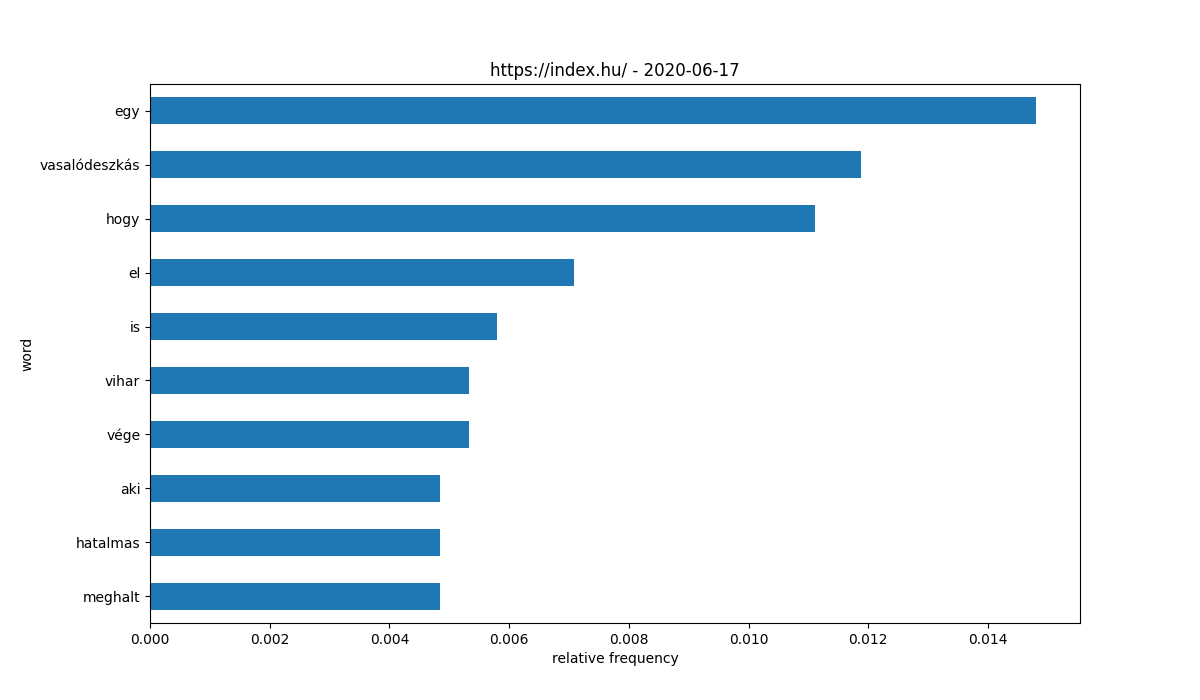 https://index.hu/ - 2020-06-17
egy
vasalódeszkás
hogy
el
is
vihar
vége
aki
hatalmas
meghalt
word
0.000 0.002 0.004 0.006 0.008 0.010 0.012 0.014
relative frequency